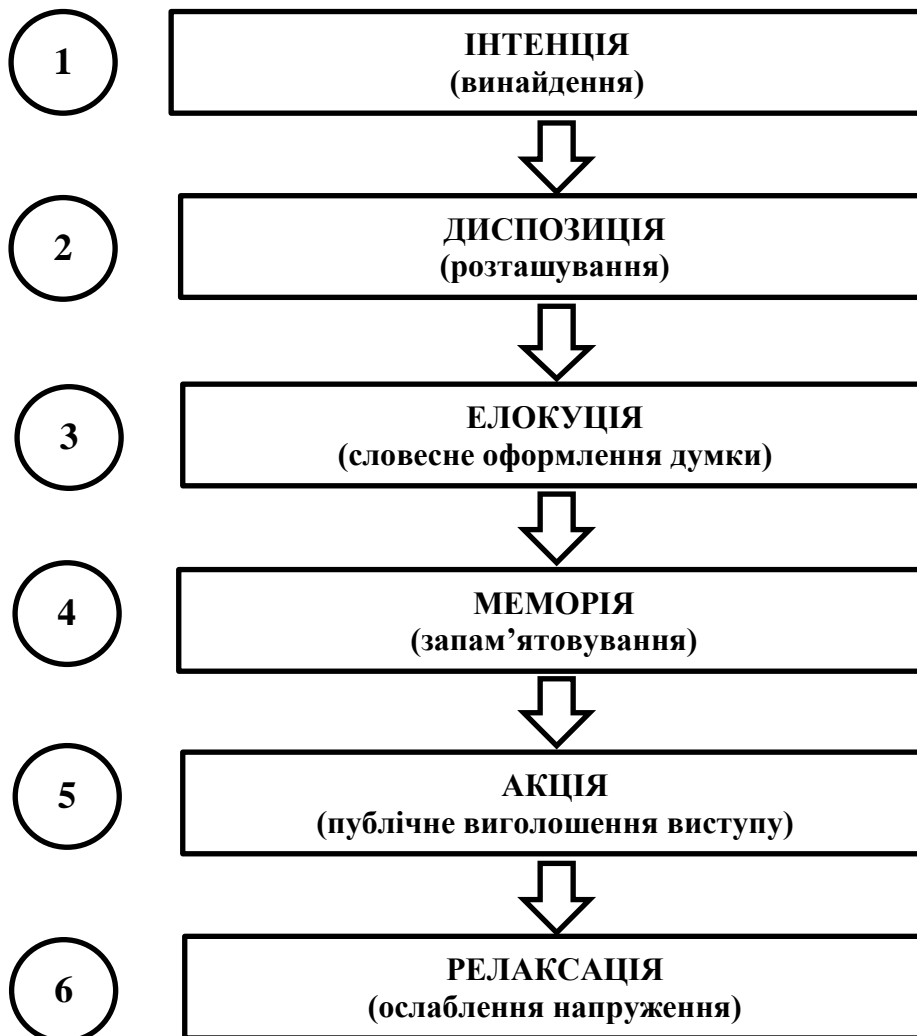 1
ІНТЕНЦІЯ
(винайдення)
2
ДИСПОЗИЦІЯ
(розташування)
3
ЕЛОКУЦІЯ
(словесне оформлення думки)
4
МЕМОРІЯ
(запам’ятовування)
5
АКЦІЯ
(публічне виголошення виступу)
6
РЕЛАКСАЦІЯ
(ослаблення напруження)